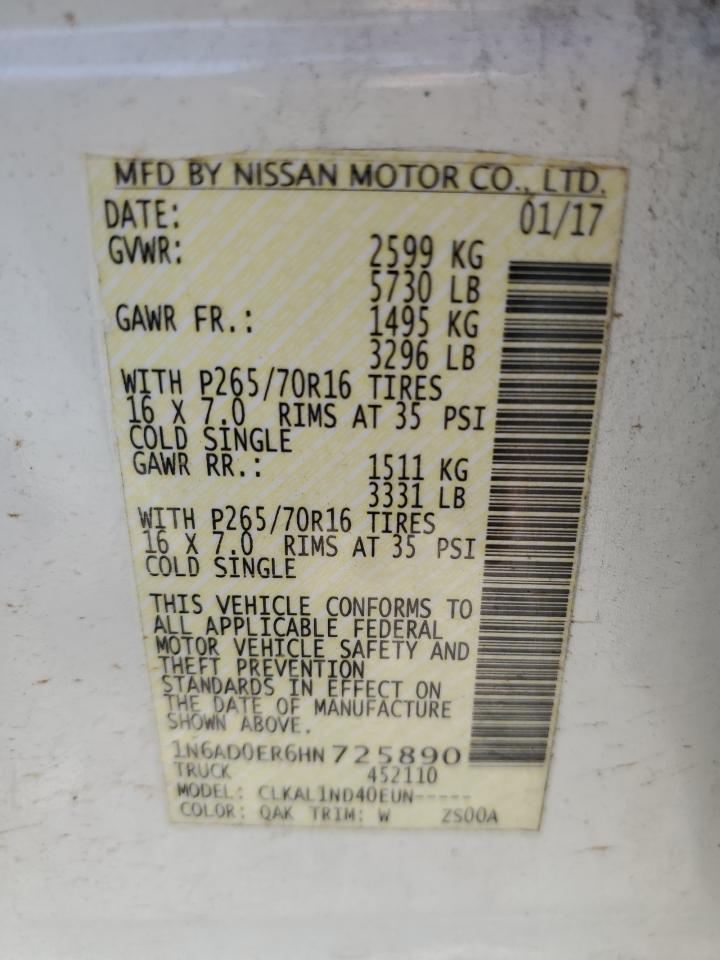 MFD BY NISSAN MOTOR CO., LTD.
DATE: 01/17
GVWR: 2599 KG
5730 LB
GAWR FR.: 1495 KG
3296 LB
WITH P265/70R16 TIRES
16 X 7.0 RIMS AT 35 PSI
COLD SINGLE
GAWR RR.: 1511 KG
3331 LB
WITH P265/70R16 TIRES
16 X 7.0 RIMS AT 35 PSI
COLD SINGLE
THIS VEHICLE CONFORMS TO
ALL APPLICABLE FEDERAL
MOTOR VEHICLE SAFETY AND
THEFT PREVENTION
STANDARDS IN EFFECT ON
THE DATE OF MANUFACTURE
SHOWN ABOVE.
1N6AD0ER6HN 725890
TRUCK 452110
MODEL: CLKAL1ND40EUN-----
COLOR: QAK TRIM: W ZS00A